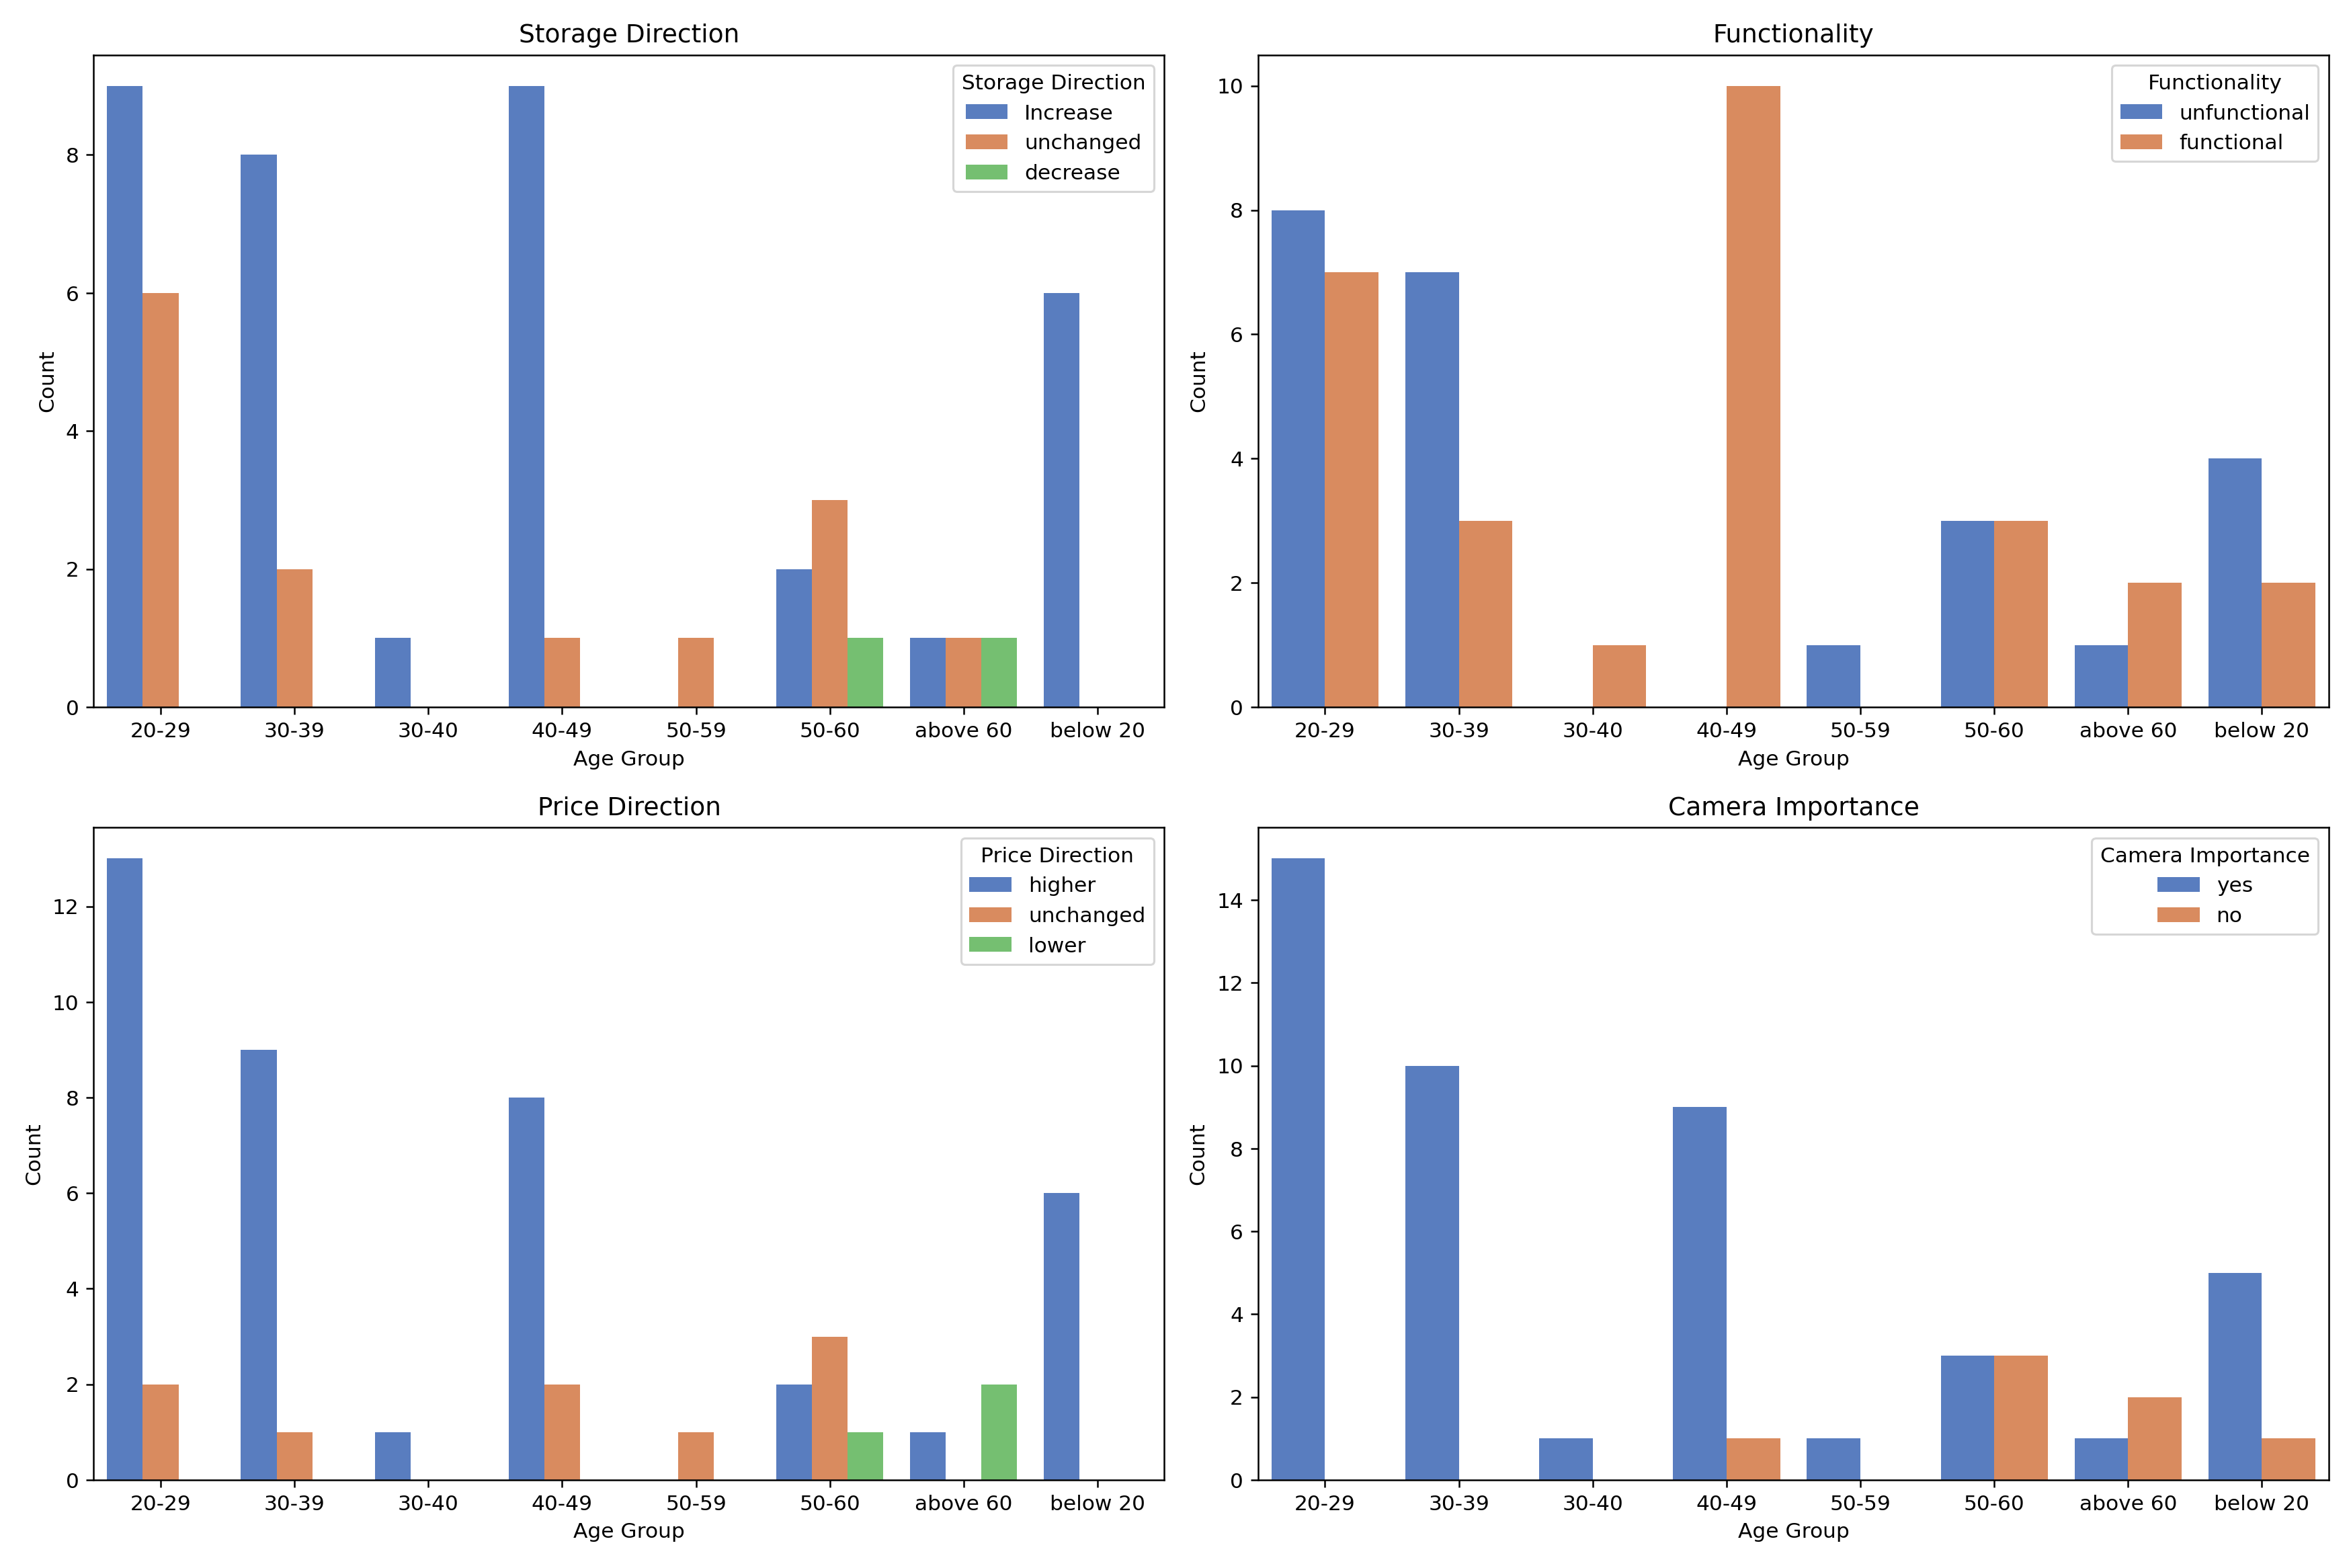 Storage Direction
Storage Direction
Increase
unchanged
decrease
8
6
4
2
0
Count
20-29 30-39 30-40 40-49 50-59 50-60 above 60 below 20
Age Group
Functionality
Functionality
unfunctional
functional
10
8
6
4
2
0
Count
20-29 30-39 30-40 40-49 50-59 50-60 above 60 below 20
Age Group
Price Direction
Price Direction
higher
unchanged
lower
12
10
8
6
4
2
0
Count
20-29 30-39 30-40 40-49 50-59 50-60 above 60 below 20
Age Group
Camera Importance
Camera Importance
yes
no
14
12
10
8
6
4
2
0
Count
20-29 30-39 30-40 40-49 50-59 50-60 above 60 below 20
Age Group